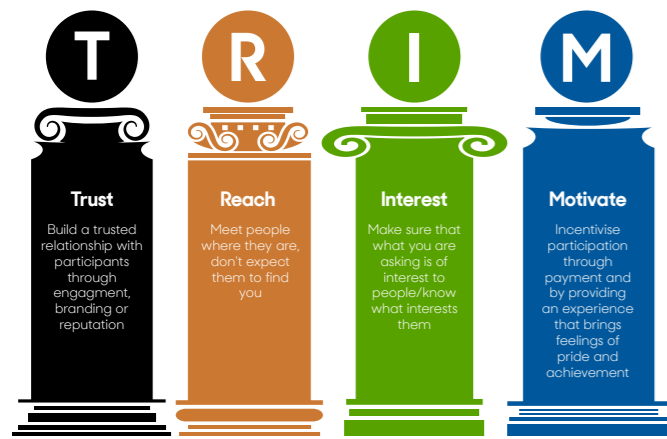 T
R
I
M
Trust
Build a trusted
relationship with
participants
through
engagment,
branding or
reputation
Reach
Meet people
where they are,
don't expect
them to find
you
Interest
Make sure that
what you are
asking is of
interest to
people/know
what interests
them
Motivate
Incentivise
participation
through
payment and
by providing
an experience
that brings
feelings of
pride and
achievement